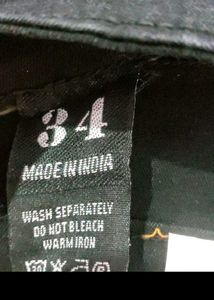 34
MADE IN INDIA
WASH SEPARATELY
DO NOT BLEACH
WARM IRON